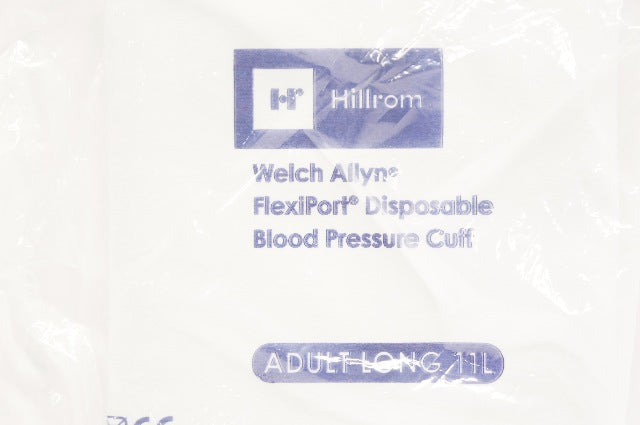 H·r Hillrom
Welch Allyn®
FlexiPort® Disposable
Blood Pressure Cuff
ADULT LONG 11L